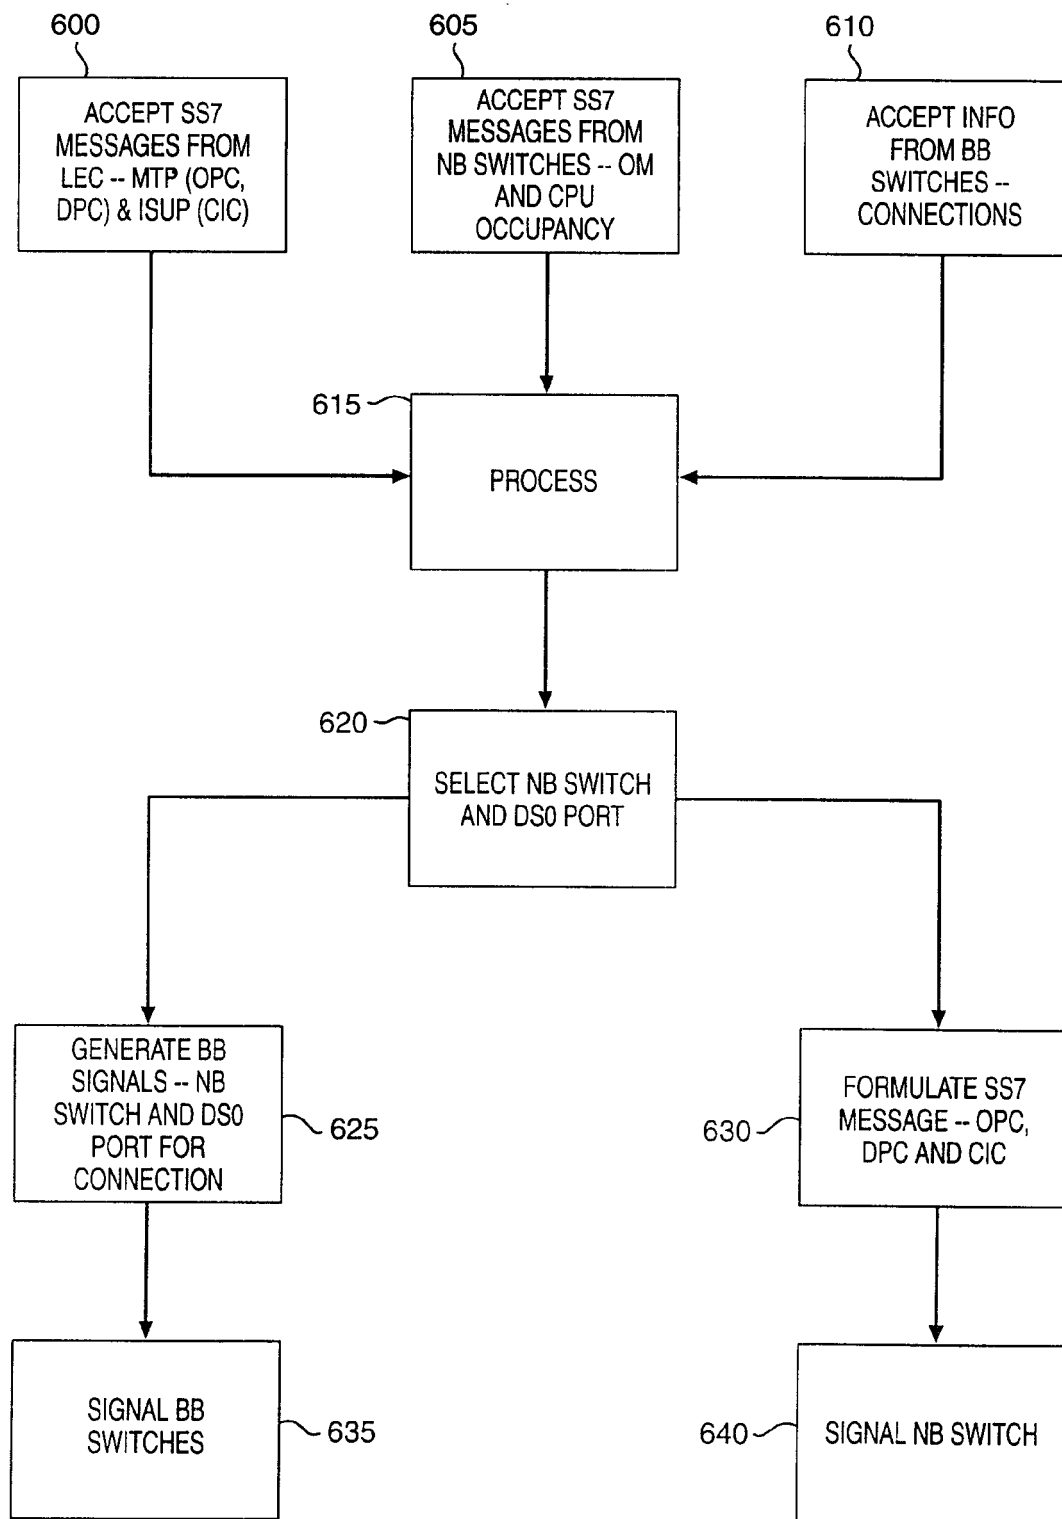 600
ACCEPT SS7
MESSAGES FROM
LEC -- MTP (OPC,
DPC) & ISUP (CIC)
605
ACCEPT SS7
MESSAGES FROM
NB SWITCHES -- OM
AND CPU
OCCUPANCY
610
ACCEPT INFO
FROM BB
SWITCHES --
CONNECTIONS
615
PROCESS
620
SELECT NB SWITCH
AND DS0 PORT
GENERATE BB
SIGNALS -- NB
SWITCH AND DS0
PORT FOR
CONNECTION
625
630
FORMULATE SS7
MESSAGE -- OPC,
DPC AND CIC
SIGNAL BB
SWITCHES
635
640
SIGNAL NB SWITCH